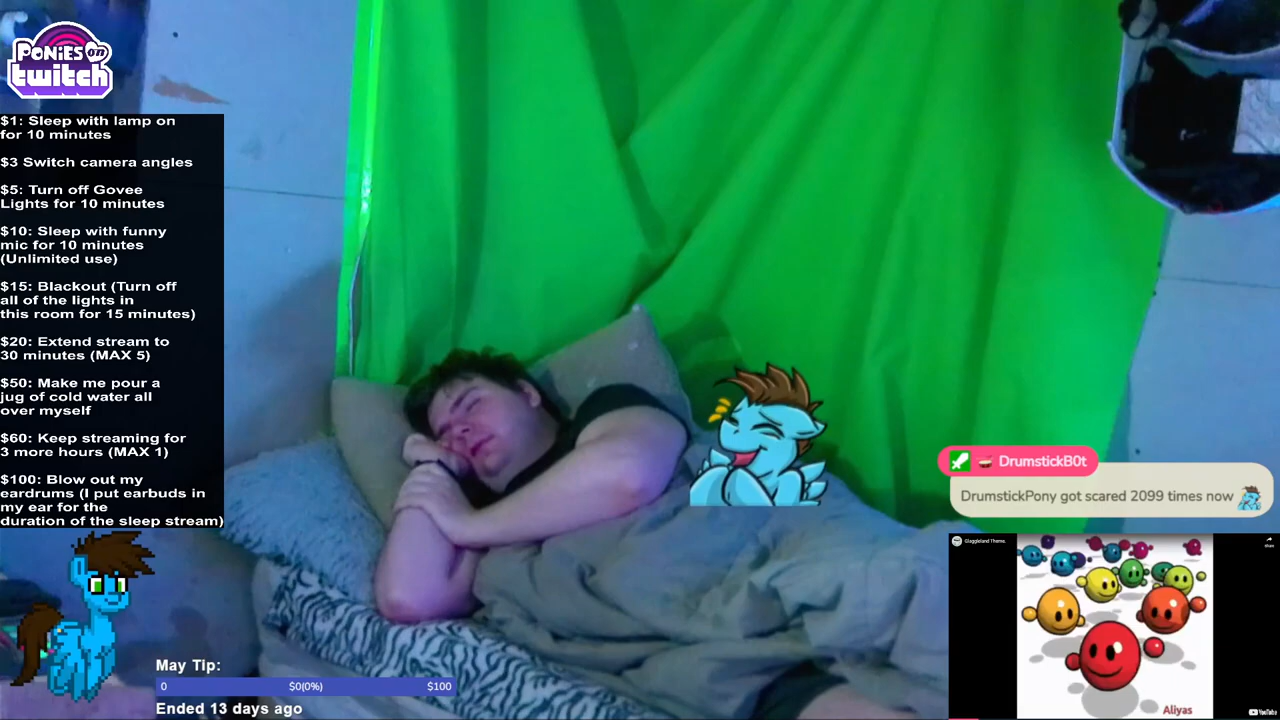 PONIES on
twitch
$1: Sleep with lamp on
for 10 minutes
$3 Switch camera angles
$5: Turn off Govee
Lights for 10 minutes
$10: Sleep with funny
mic for 10 minutes
(Unlimited use)
$15: Blackout (Turn off
all of the lights in
this room for 15 minutes)
$20: Extend stream to
30 minutes (MAX 5)
$50: Make me pour a
jug of cold water all
over myself
$60: Keep streaming for
3 more hours (MAX 1)
$100: Blow out my
eardrums (I put earbuds in
my ear for the
duration of the sleep stream)
May Tip:
0 $0(0%) $100
Ended 13 days ago
DrumstickB0t
DrumstickPony got scared 2099 times now
Giaggleland Theme.
Share
Aliyas
YouTube